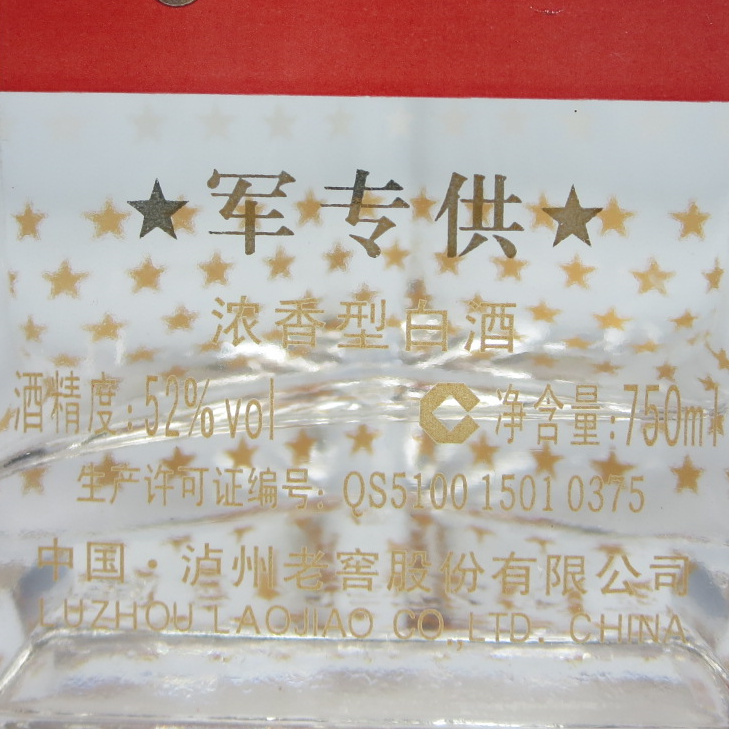 ★军专供★
浓香型白酒
酒精度:52%vol 净含量:750ml
生产许可证编号:QS5100 1501 0375
中国·泸州老窖股份有限公司
LUZHOU LAOJIAO CO.,LTD. CHINA